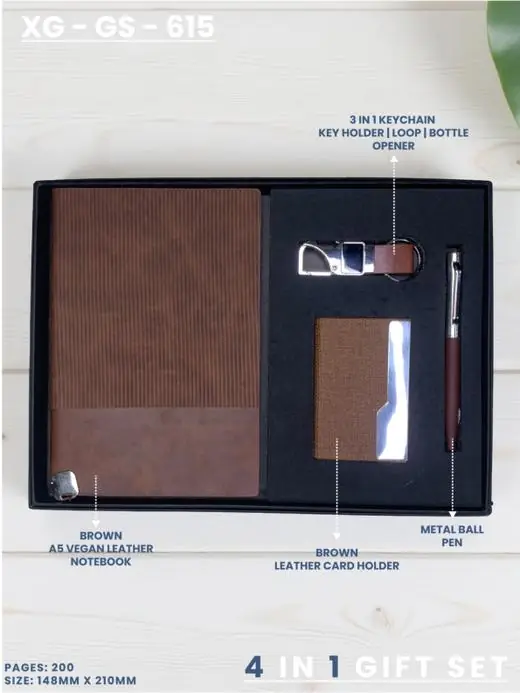 XG - GS - 615
3 IN 1 KEYCHAIN
KEY HOLDER | LOOP | BOTTLE
OPENER
METAL BALL
PEN
BROWN
A5 VEGAN LEATHER
NOTEBOOK
BROWN
LEATHER CARD HOLDER
PAGES: 200
SIZE: 148MM X 210MM
4 IN 1 GIFT SET